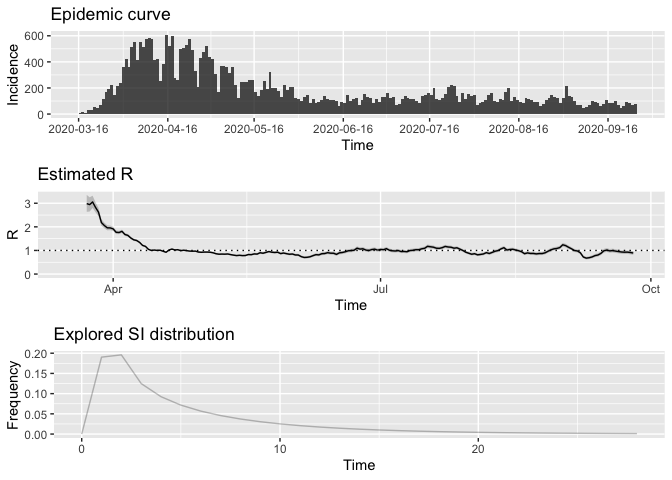 Epidemic curve
Incidence
600
400
200
0
2020-03-16 2020-04-16 2020-05-16 2020-06-16 2020-07-16 2020-08-16 2020-09-16
Time
Estimated R
R
3
2
1
0
Apr Jul Oct
Time
Explored SI distribution
Frequency
0.20
0.15
0.10
0.05
0.00
0 10 20
Time